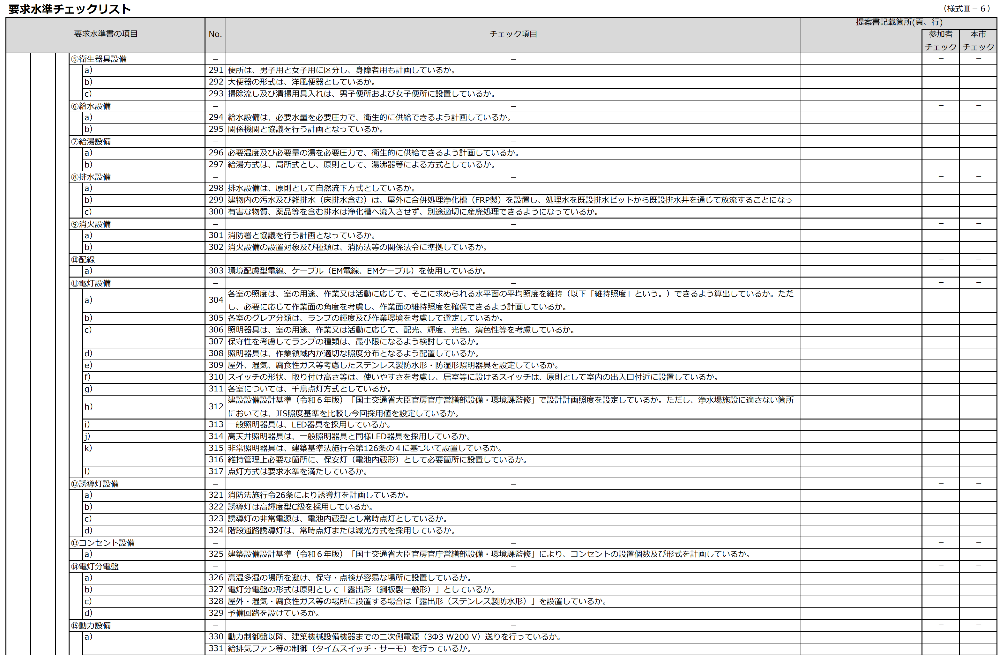 要求水準チェックリスト
（様式Ⅲ－６）
要求水準書の項目 No. チェック項目 提案書記載箇所(頁、行)
参加者チェック 本市チェック
⑤衛生器具設備 － － － －
a） 291 便所は、男子用と女子用に区分し、身障者用も計画しているか。
b） 292 大便器の形式は、洋風便器としているか。
c） 293 掃除流し及び清掃用具入れは、男子便所および女子便所に設置しているか。
⑥給水設備 － － － －
a） 294 給水設備は、必要水量を必要圧力で、衛生的に供給できるよう計画しているか。
b） 295 関係機関と協議を行う計画となっているか。
⑦給湯設備 － － － －
a） 296 必要温度及び必要量の湯を必要圧力で、衛生的に供給できるよう計画しているか。
b） 297 給湯方式は、局所式とし、原則として、湯沸器等による方式としているか。
⑧排水設備 － － － －
a） 298 排水設備は、原則として自然流下方式としているか。
b） 299 建物内の汚水及び雑排水（床排水含む）は、屋外に合併処理浄化槽（FRP製）を設置し、処理水を既設排水ピットから既設排水井を通じて放流することになっ
c） 300 有害な物質、薬品等を含む排水は浄化槽へ流入させず、別途適切に産廃処理できるようになっているか。
⑨消火設備 － － － －
a） 301 消防署と協議を行う計画となっているか。
b） 302 消火設備の設置対象及び種類は、消防法等の関係法令に準拠しているか。
⑩配線 － － － －
a） 303 環境配慮型電線、ケーブル（EM電線、EMケーブル）を使用しているか。
⑪電灯設備 － － － －
a） 304 各室の照度は、室の用途、作業又は活動に応じて、そこに求められる水平面の平均照度を維持（以下「維持照度」という。）できるよう算出しているか。ただ
し、必要に応じて作業面の角度を考慮し、作業面の維持照度を確保できるよう計画しているか。
b） 305 各室のグレア分類は、ランプの輝度及び作業環境を考慮して選定しているか。
c） 306 照明器具は、室の用途、作業又は活動に応じて、配光、輝度、光色、演色性等を考慮しているか。
307 保守性を考慮してランプの種類は、最小限になるよう検討しているか。
d） 308 照明器具は、作業領域内が適切な照度分布となるよう配置しているか。
e） 309 屋外、湿気、腐食性ガス等考慮したステンレス製防水形・防湿形照明器具を設定しているか。
f） 310 スイッチの形状、取り付け高さ等は、使いやすさを考慮し、居室等に設けるスイッチは、原則として室内の出入口付近に設置しているか。
g） 311 各室については、千鳥点灯方式としているか。
h） 312 建設設備設計基準（令和６年版）「国土交通省大臣官房官庁営繕部設備・環境課監修」で設計計画照度を設定しているか。ただし、浄水場施設に適さない箇所
においては、JIS照度基準を比較し今回採用値を設定しているか。
i） 313 一般照明器具は、LED器具を採用しているか。
j） 314 高天井照明器具は、一般照明器具と同様LED器具を採用しているか。
k） 315 非常照明器具は、建築基準法施行令第126条の４に基づいて設置しているか。
316 維持管理上必要な箇所に、保安灯（電池内蔵形）として必要箇所に設置しているか。
l） 317 点灯方式は要求水準を満たしているか。
⑫誘導灯設備 － － － －
a） 321 消防法施行令26条により誘導灯を計画しているか。
b） 322 誘導灯は高輝度型C級を採用しているか。
c） 323 誘導灯の非常電源は、電池内蔵型とし常時点灯としているか。
d） 324 階段通路誘導灯は、常時点灯または減光方式を採用しているか。
⑬コンセント設備 － － － －
a） 325 建築設備設計基準（令和６年版）「国土交通省大臣官房官庁営繕部設備・環境課監修」により、コンセントの設置個数及び形式を計画しているか。
⑭電灯分電盤 － － － －
a） 326 高温多湿の場所を避け、保守・点検が容易な場所に設置しているか。
b） 327 電灯分電盤の形式は原則として「露出形（鋼板製一般形）」としているか。
c） 328 屋外・湿気・腐食性ガス等の場所に設置する場合は「露出形（ステンレス製防水形）」を設置しているか。
d） 329 予備回路を設けているか。
⑮動力設備 － － － －
a） 330 動力制御盤以降、建築機械設備機器までの二次側電源（3Φ3 W200 V）送りを行っているか。
331 給排気ファン等の制御（タイムスイッチ・サーモ）を行っているか。